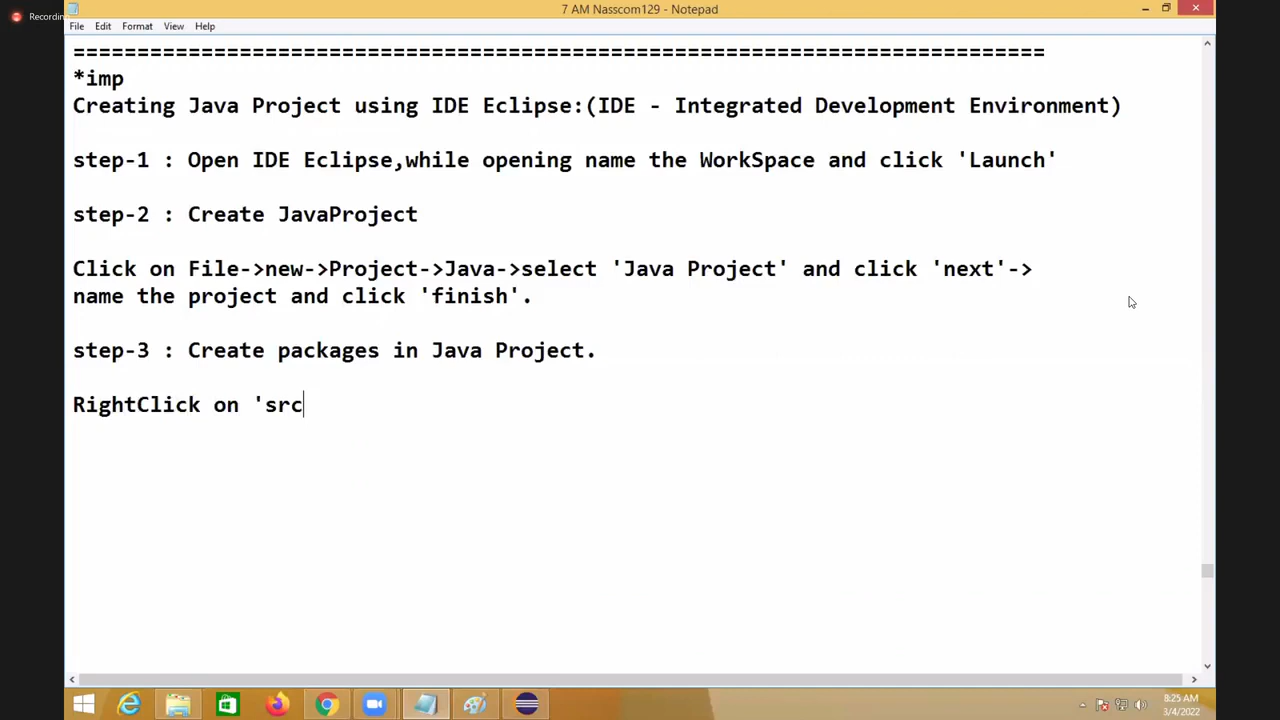 Recording
7 AM Nasscom129 - Notepad
File Edit Format View Help
============================================================================
*imp
Creating Java Project using IDE Eclipse:(IDE - Integrated Development Environment)
step-1 : Open IDE Eclipse,while opening name the WorkSpace and click 'Launch'
step-2 : Create JavaProject
Click on File->new->Project->Java->select 'Java Project' and click 'next'->
name the project and click 'finish'.
step-3 : Create packages in Java Project.
RightClick on 'src
8:25 AM
3/4/2022